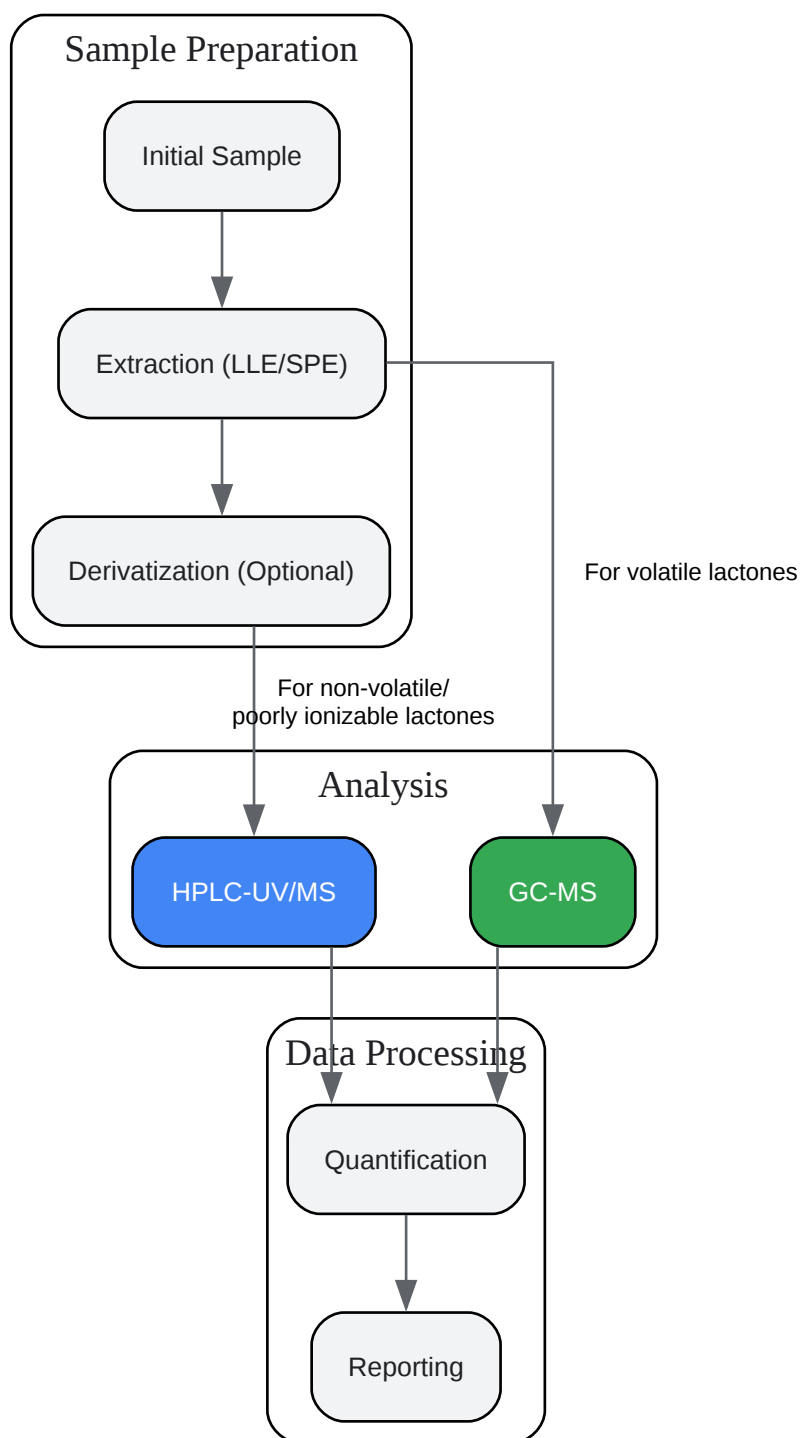 Sample Preparation
Initial Sample
Extraction (LLE/SPE)
Derivatization (Optional)
For volatile lactones
For non-volatile/
poorly ionizable lactones
Analysis
HPLC-UV/MS
GC-MS
Data Processing
Quantification
Reporting